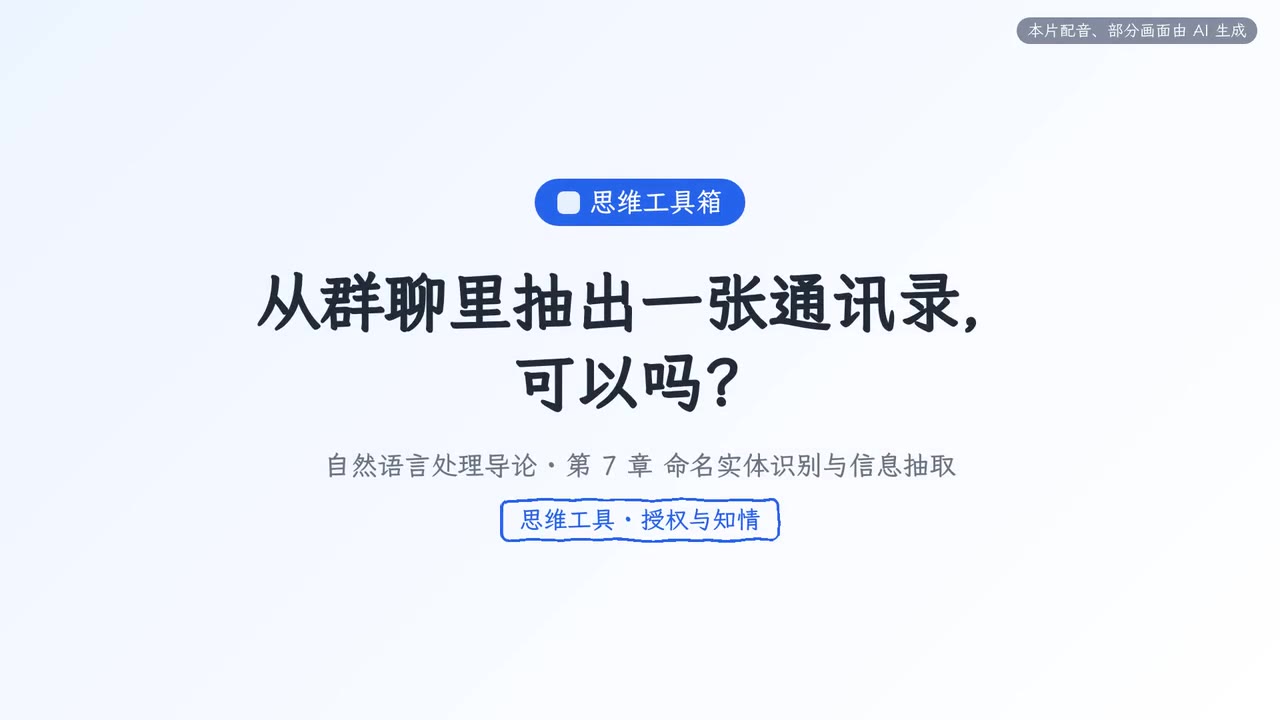 本片配音、部分画面由 AI 生成
思维工具箱
从群聊里抽出一张通讯录,
可以吗?
自然语言处理导论·第 7 章 命名实体识别与信息抽取
思维工具·授权与知情